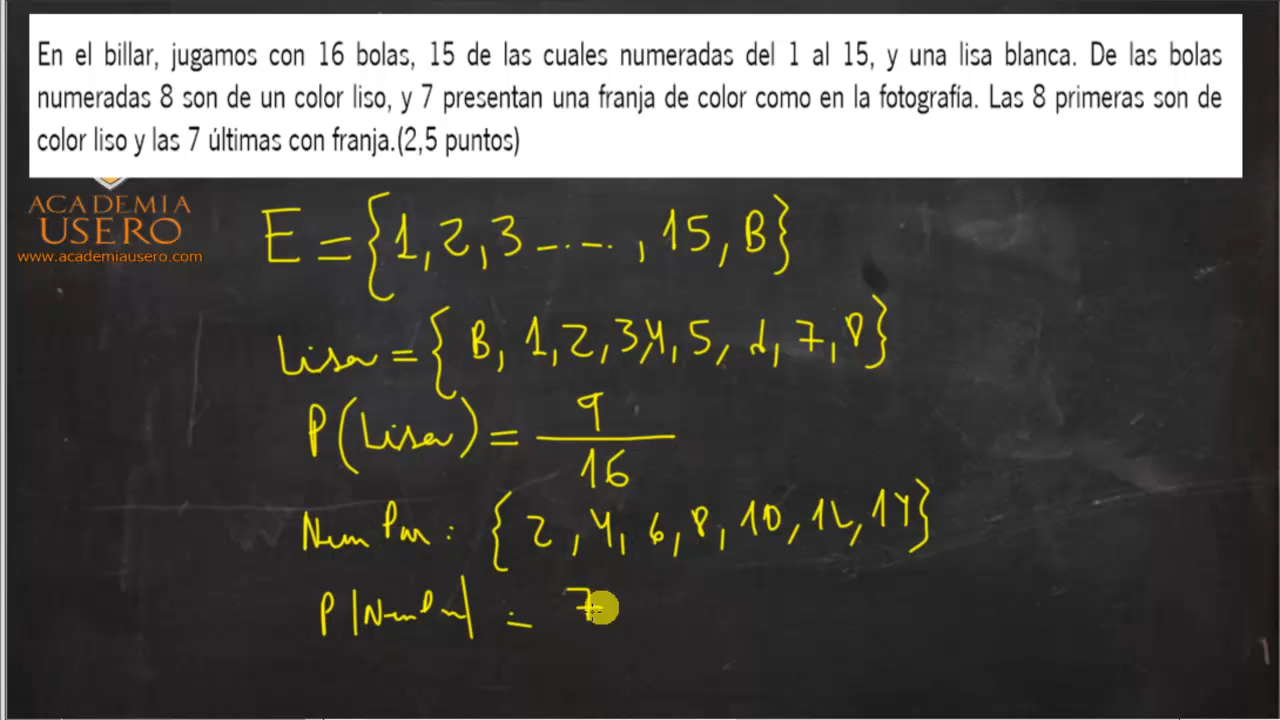 En el billar, jugamos con 16 bolas, 15 de las cuales numeradas del 1 al 15, y una lisa blanca. De las bolas
numeradas 8 son de un color liso, y 7 presentan una franja de color como en la fotografía. Las 8 primeras son de
color liso y las 7 últimas con franja.(2,5 puntos)
ACADEMIA
USERO
www.academiausero.com
E = {1, 2, 3 ....., 15, B}
Lisa = { B, 1, 2, 3, 4, 5, 6, 7, 8}
P(Lisa) = 9
16
Num Par: { 2, 4, 6, 8, 10, 12, 14}
P(Num Par) = 7